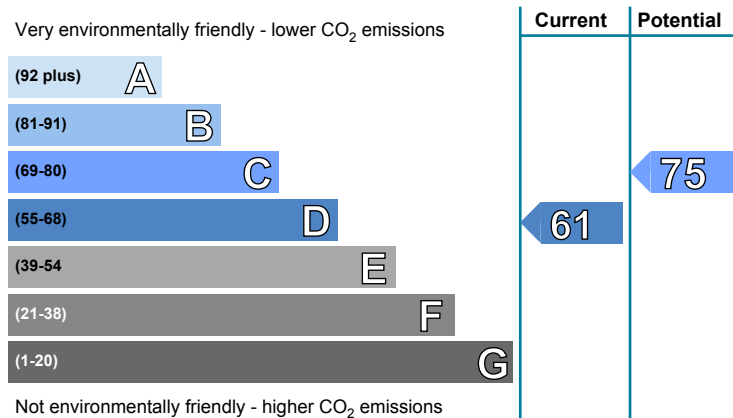 Very environmentally friendly - lower CO₂ emissions
Current
Potential
(92 plus) A
(81-91) B
(69-80) C
75
(55-68) D
61
(39-54 E
(21-38) F
(1-20) G
Not environmentally friendly - higher CO₂ emissions